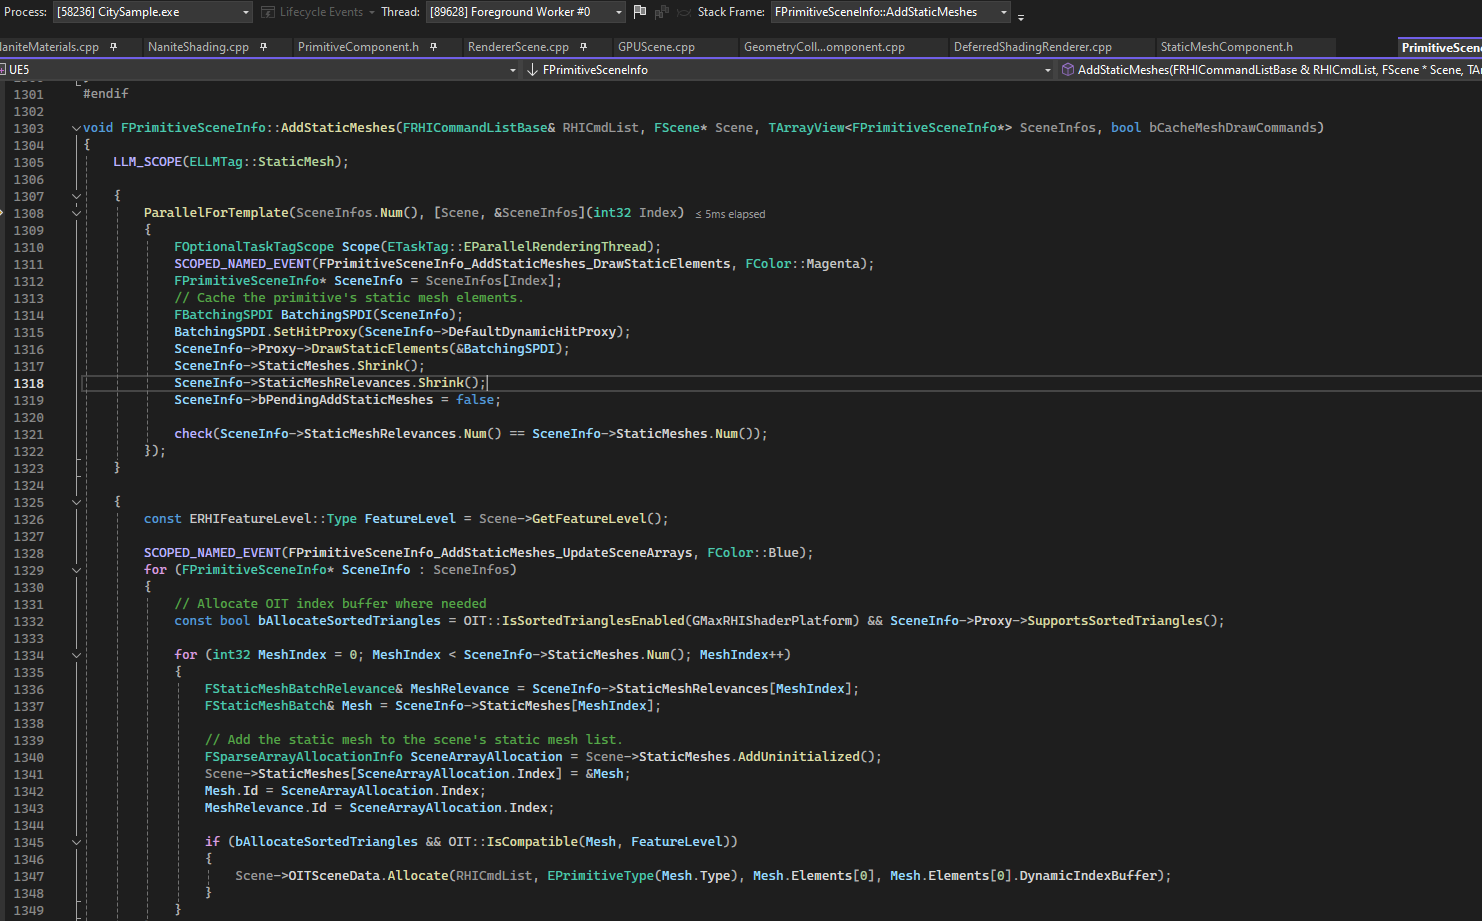 Process: [58236] CitySample.exe Lifecycle Events Thread: [89628] Foreground Worker #0 Stack Frame: FPrimitiveSceneInfo::AddStaticMeshes
NaniteMaterials.cpp NaniteShading.cpp PrimitiveComponent.h RendererScene.cpp GPUScene.cpp GeometryColl...omponent.cpp DeferredShadingRenderer.cpp StaticMeshComponent.h PrimitiveScene
UE5 FPrimitiveSceneInfo AddStaticMeshes(FRHICommandListBase & RHICmdList, FScene * Scene, TA
1301 #endif
1302
1303 void FPrimitiveSceneInfo::AddStaticMeshes(FRHICommandListBase& RHICmdList, FScene* Scene, TArrayView<FPrimitiveSceneInfo*> SceneInfos, bool bCacheMeshDrawCommands)
1304 {
1305 LLM_SCOPE(ELLMTag::StaticMesh);
1306
1307 {
1308 ParallelForTemplate(SceneInfos.Num(), [Scene, &SceneInfos](int32 Index) ≤ 5ms elapsed
1309 {
1310 FOptionalTaskTagScope Scope(ETaskTag::EParallelRenderingThread);
1311 SCOPED_NAMED_EVENT(FPrimitiveSceneInfo_AddStaticMeshes_DrawStaticElements, FColor::Magenta);
1312 FPrimitiveSceneInfo* SceneInfo = SceneInfos[Index];
1313 // Cache the primitive's static mesh elements.
1314 FBatchingSPDI BatchingSPDI(SceneInfo);
1315 BatchingSPDI.SetHitProxy(SceneInfo->DefaultDynamicHitProxy);
1316 SceneInfo->Proxy->DrawStaticElements(&BatchingSPDI);
1317 SceneInfo->StaticMeshes.Shrink();
1318 SceneInfo->StaticMeshRelevances.Shrink();
1319 SceneInfo->bPendingAddStaticMeshes = false;
1320
1321 check(SceneInfo->StaticMeshRelevances.Num() == SceneInfo->StaticMeshes.Num());
1322 });
1323 }
1324
1325 {
1326 const ERHIFeatureLevel::Type FeatureLevel = Scene->GetFeatureLevel();
1327
1328 SCOPED_NAMED_EVENT(FPrimitiveSceneInfo_AddStaticMeshes_UpdateSceneArrays, FColor::Blue);
1329 for (FPrimitiveSceneInfo* SceneInfo : SceneInfos)
1330 {
1331 // Allocate OIT index buffer where needed
1332 const bool bAllocateSortedTriangles = OIT::IsSortedTrianglesEnabled(GMaxRHIShaderPlatform) && SceneInfo->Proxy->SupportsSortedTriangles();
1333
1334 for (int32 MeshIndex = 0; MeshIndex < SceneInfo->StaticMeshes.Num(); MeshIndex++)
1335 {
1336 FStaticMeshBatchRelevance& MeshRelevance = SceneInfo->StaticMeshRelevances[MeshIndex];
1337 FStaticMeshBatch& Mesh = SceneInfo->StaticMeshes[MeshIndex];
1338
1339 // Add the static mesh to the scene's static mesh list.
1340 FSparseArrayAllocationInfo SceneArrayAllocation = Scene->StaticMeshes.AddUninitialized();
1341 Scene->StaticMeshes[SceneArrayAllocation.Index] = &Mesh;
1342 Mesh.Id = SceneArrayAllocation.Index;
1343 MeshRelevance.Id = SceneArrayAllocation.Index;
1344
1345 if (bAllocateSortedTriangles && OIT::IsCompatible(Mesh, FeatureLevel))
1346 {
1347 Scene->OITSceneData.Allocate(RHICmdList, EPrimitiveType(Mesh.Type), Mesh.Elements[0], Mesh.Elements[0].DynamicIndexBuffer);
1348 }
1349 }